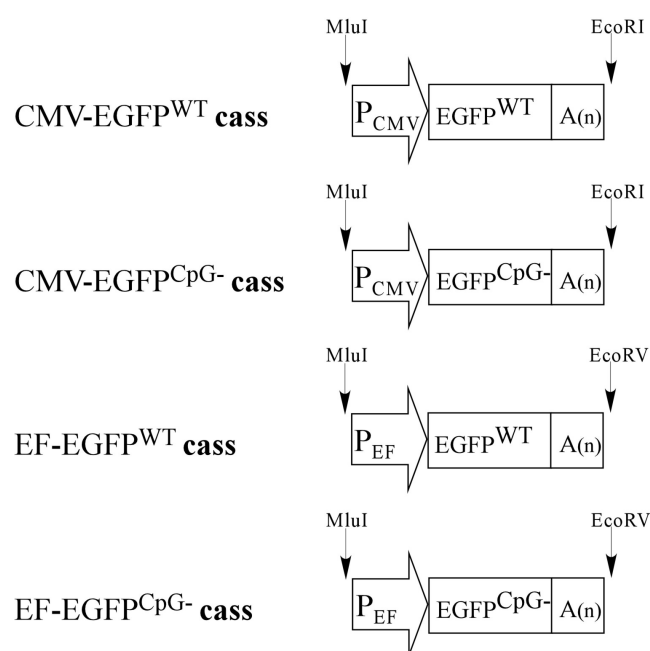 MluI EcoRI
CMV-EGFPWT cass PCMV EGFPWT A(n)
MluI EcoRI
CMV-EGFPCpG- cass PCMV EGFPCpG- A(n)
MluI EcoRV
EF-EGFPWT cass PEF EGFPWT A(n)
MluI EcoRV
EF-EGFPCpG- cass PEF EGFPCpG- A(n)